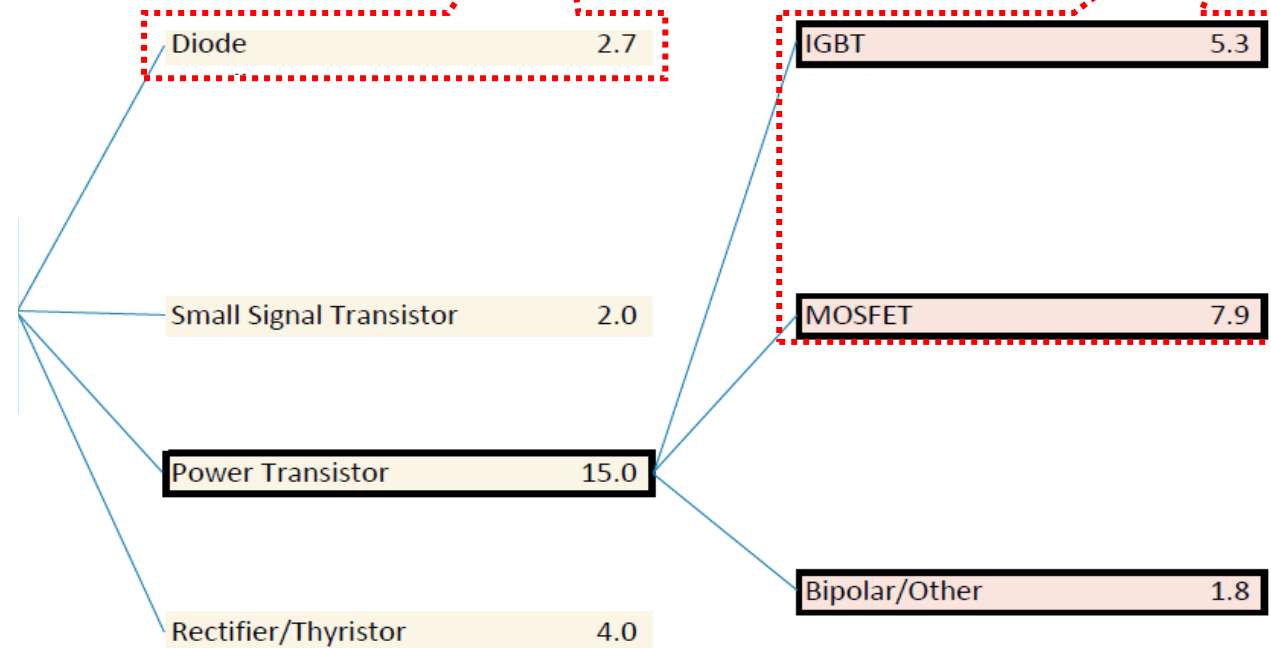 Diode 2.7
IGBT 5.3
Small Signal Transistor 2.0
MOSFET 7.9
Power Transistor 15.0
Bipolar/Other 1.8
Rectifier/Thyristor 4.0